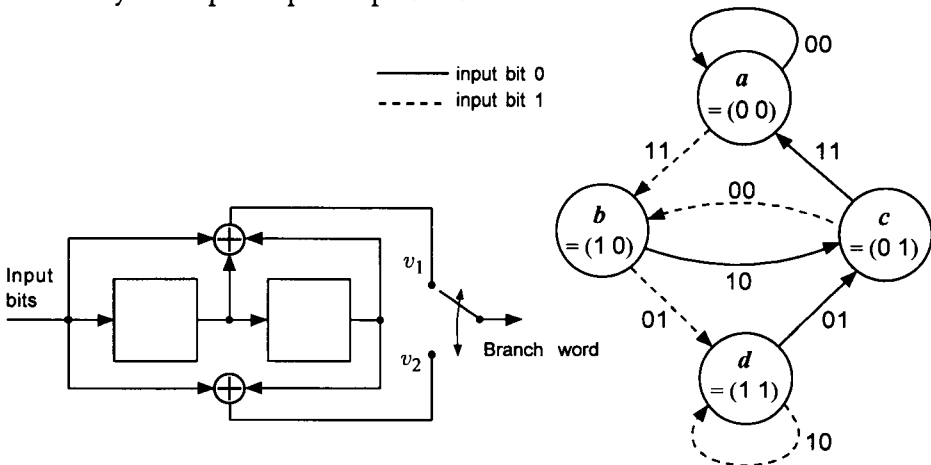 input bit 0
input bit 1
00
a
= (0 0)
11
11
00
b
= (1 0)
c
= (0 1)
10
01
01
d
= (1 1)
10
Input
bits
v₁
v₂
Branch word